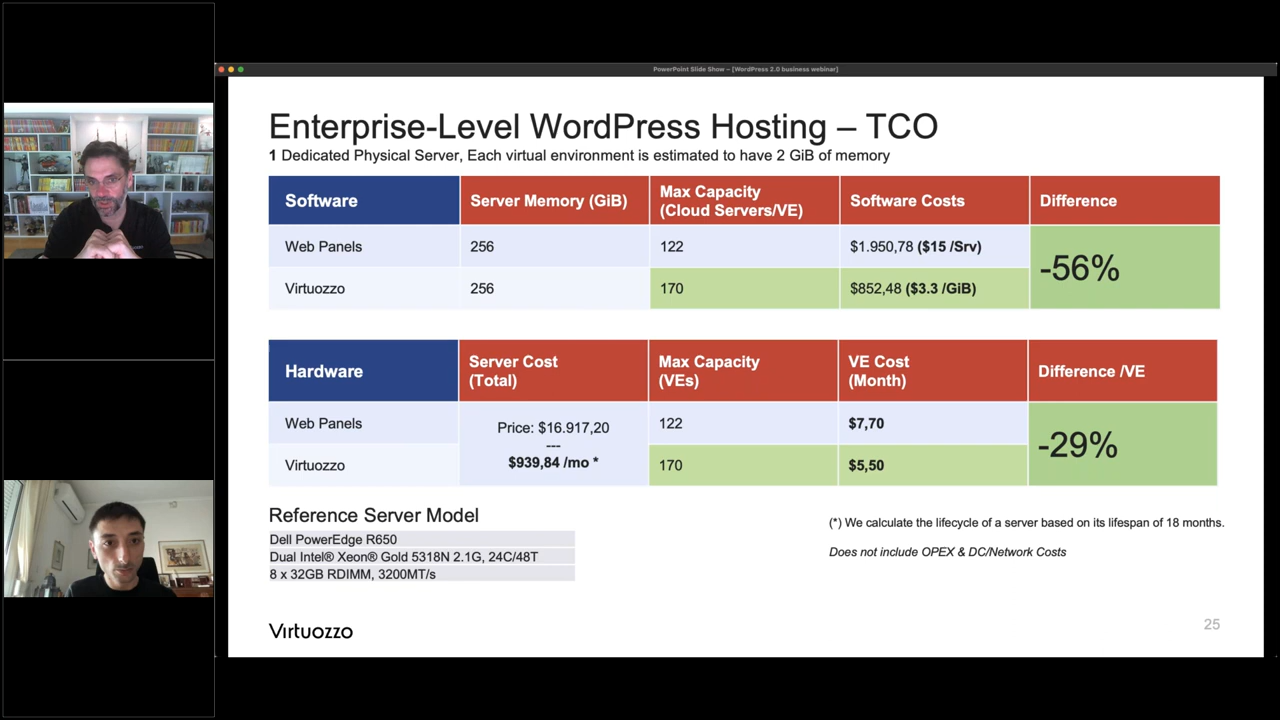 PowerPoint Slide Show – [WordPress 2.0 business webinar]
Enterprise-Level WordPress Hosting – TCO
1 Dedicated Physical Server, Each virtual environment is estimated to have 2 GiB of memory
Software
Server Memory (GiB)
Max Capacity
(Cloud Servers/VE)
Software Costs
Difference
Web Panels
256
122
$1.950,78 ($15 /Srv)
-56%
Virtuozzo
256
170
$852,48 ($3.3 /GiB)
Hardware
Server Cost
(Total)
Max Capacity
(VEs)
VE Cost
(Month)
Difference /VE
Web Panels
Price: $16.917,20
---
$939,84 /mo *
122
$7,70
-29%
Virtuozzo
170
$5,50
Reference Server Model
Dell PowerEdge R650
Dual Intel® Xeon® Gold 5318N 2.1G, 24C/48T
8 x 32GB RDIMM, 3200MT/s
(*) We calculate the lifecycle of a server based on its lifespan of 18 months.
Does not include OPEX & DC/Network Costs
Virtuozzo
25